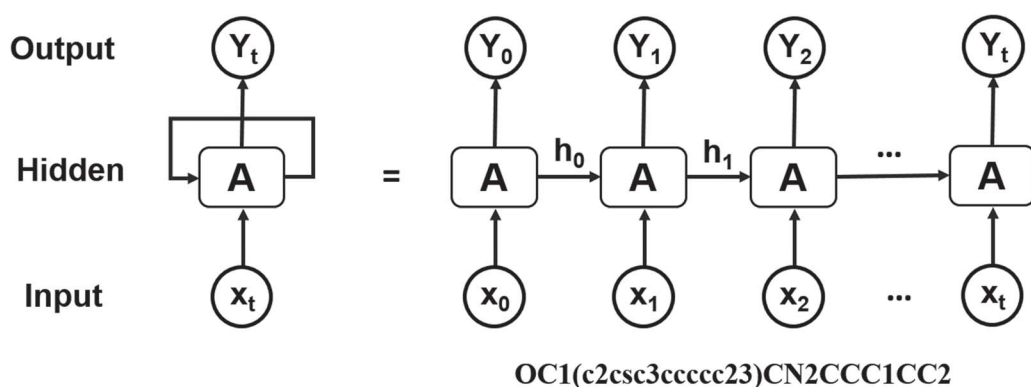 Output Yₜ Y₀ Y₁ Y₂ Yₜ
h₀ h₁ ...
Hidden A = A A A A
Input xₜ x₀ x₁ x₂ ... xₜ
OC1(c2csc3ccccc23)CN2CCC1CC2